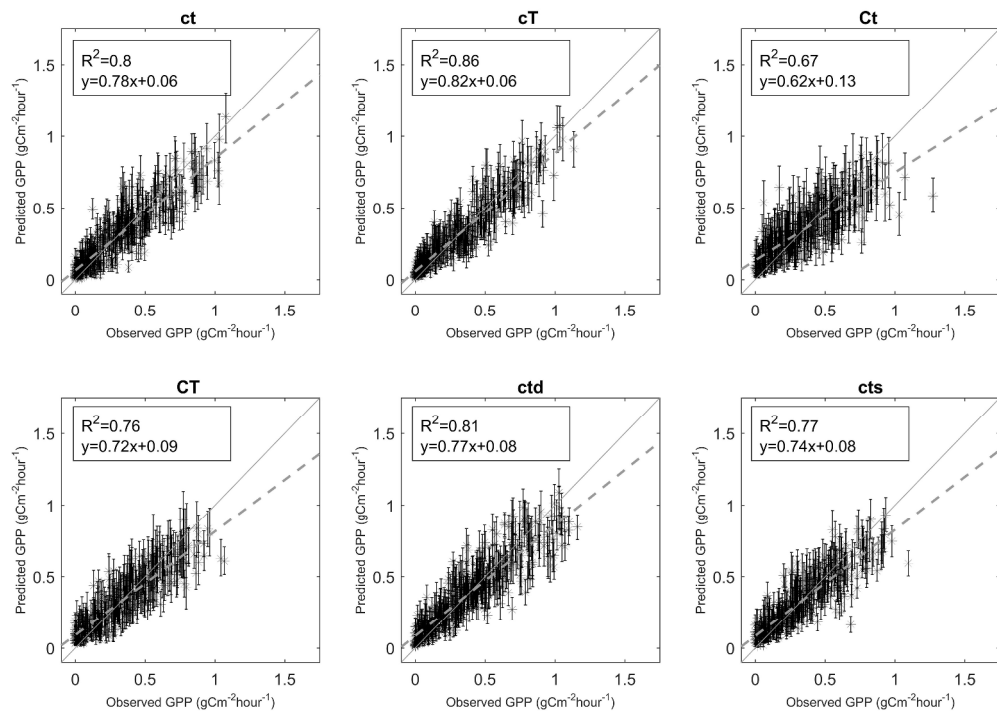 ct
R²=0.8
y=0.78x+0.06
1.5
1
0.5
0
0
0.5
1
1.5
Predicted GPP (gCm⁻²hour⁻¹)
Observed GPP (gCm⁻²hour⁻¹)
cT
R²=0.86
y=0.82x+0.06
1.5
1
0.5
0
0
0.5
1
1.5
Predicted GPP (gCm⁻²hour⁻¹)
Observed GPP (gCm⁻²hour⁻¹)
Ct
R²=0.67
y=0.62x+0.13
1.5
1
0.5
0
0
0.5
1
1.5
Predicted GPP (gCm⁻²hour⁻¹)
Observed GPP (gCm⁻²hour⁻¹)
CT
R²=0.76
y=0.72x+0.09
1.5
1
0.5
0
0
0.5
1
1.5
Predicted GPP (gCm⁻²hour⁻¹)
Observed GPP (gCm⁻²hour⁻¹)
ctd
R²=0.81
y=0.77x+0.08
1.5
1
0.5
0
0
0.5
1
1.5
Predicted GPP (gCm⁻²hour⁻¹)
Observed GPP (gCm⁻²hour⁻¹)
cts
R²=0.77
y=0.74x+0.08
1.5
1
0.5
0
0
0.5
1
1.5
Predicted GPP (gCm⁻²hour⁻¹)
Observed GPP (gCm⁻²hour⁻¹)